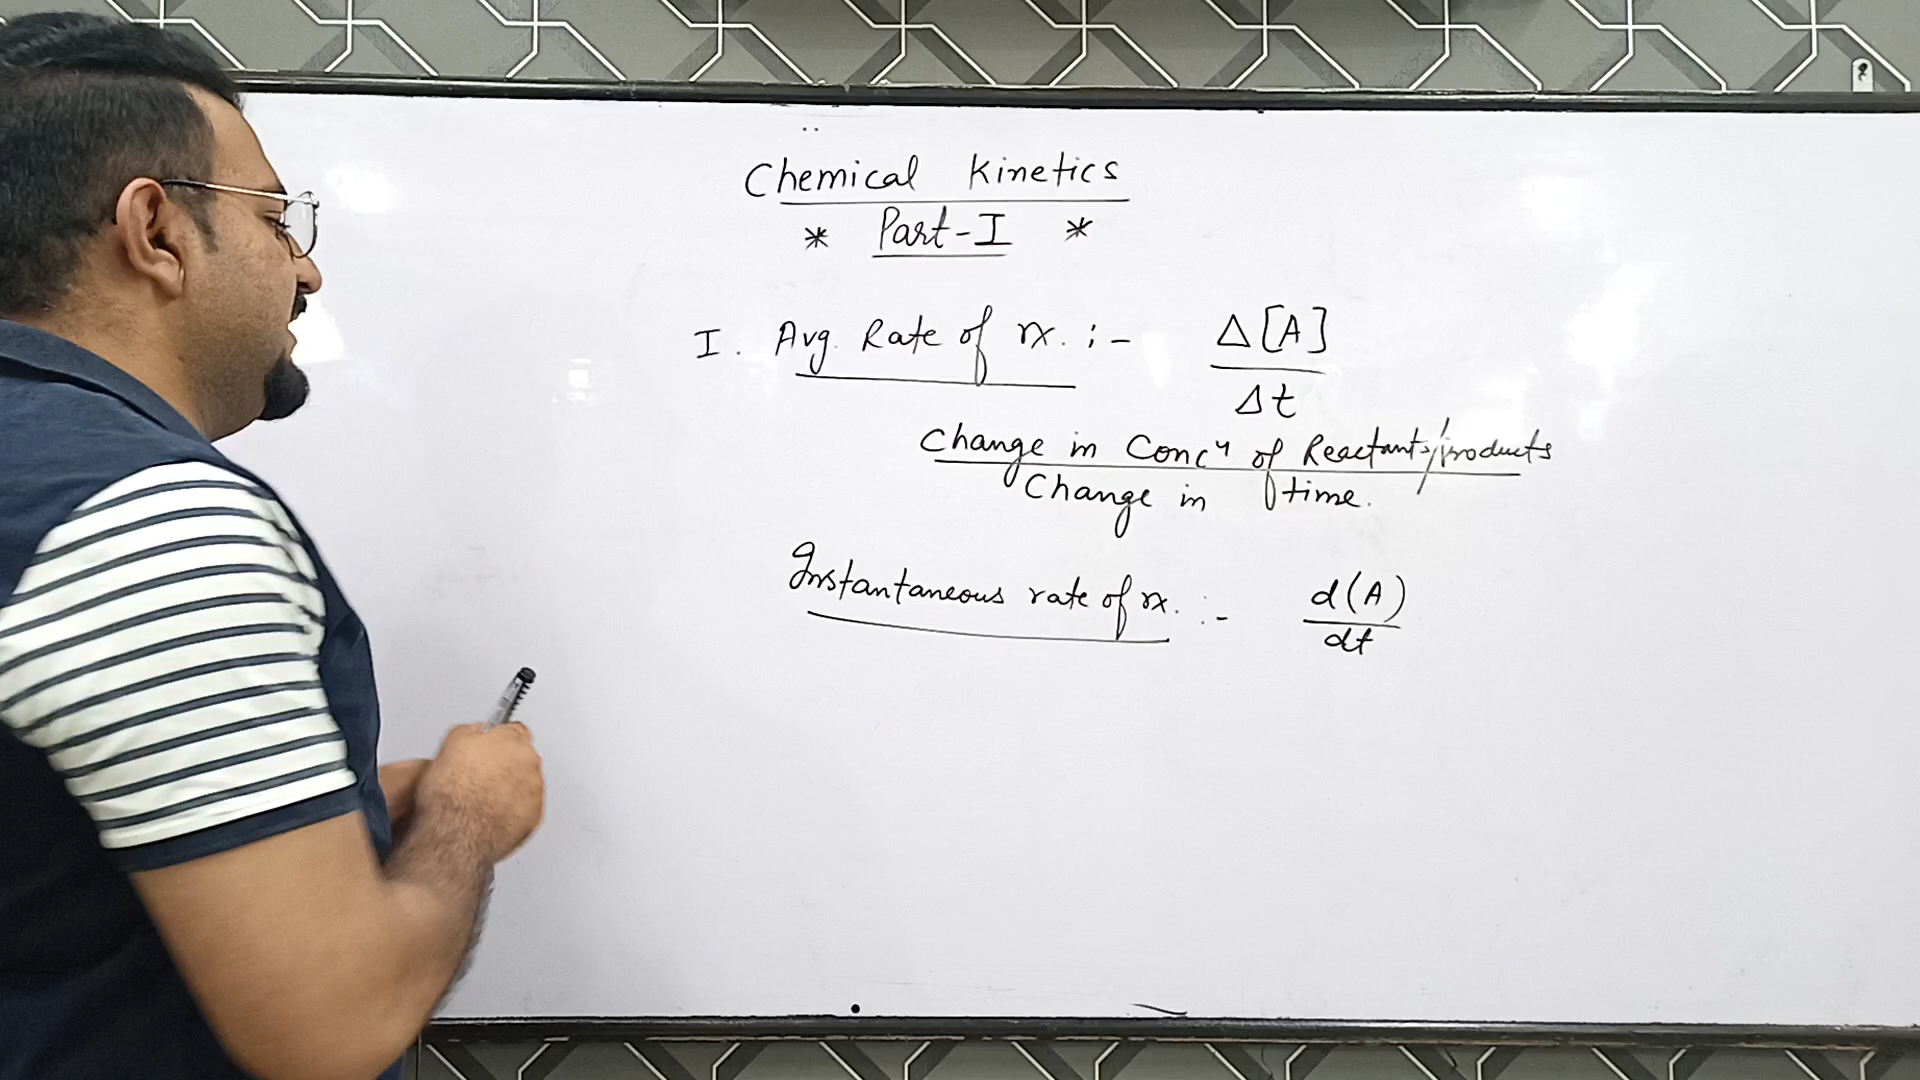 Chemical Kinetics
* Part-I *
I. Avg. Rate of rx. :- Δ[A]
Δt
Change in Concⁿ of Reactants/products
Change in time.
Instantaneous rate of rx. :- d(A)
dt